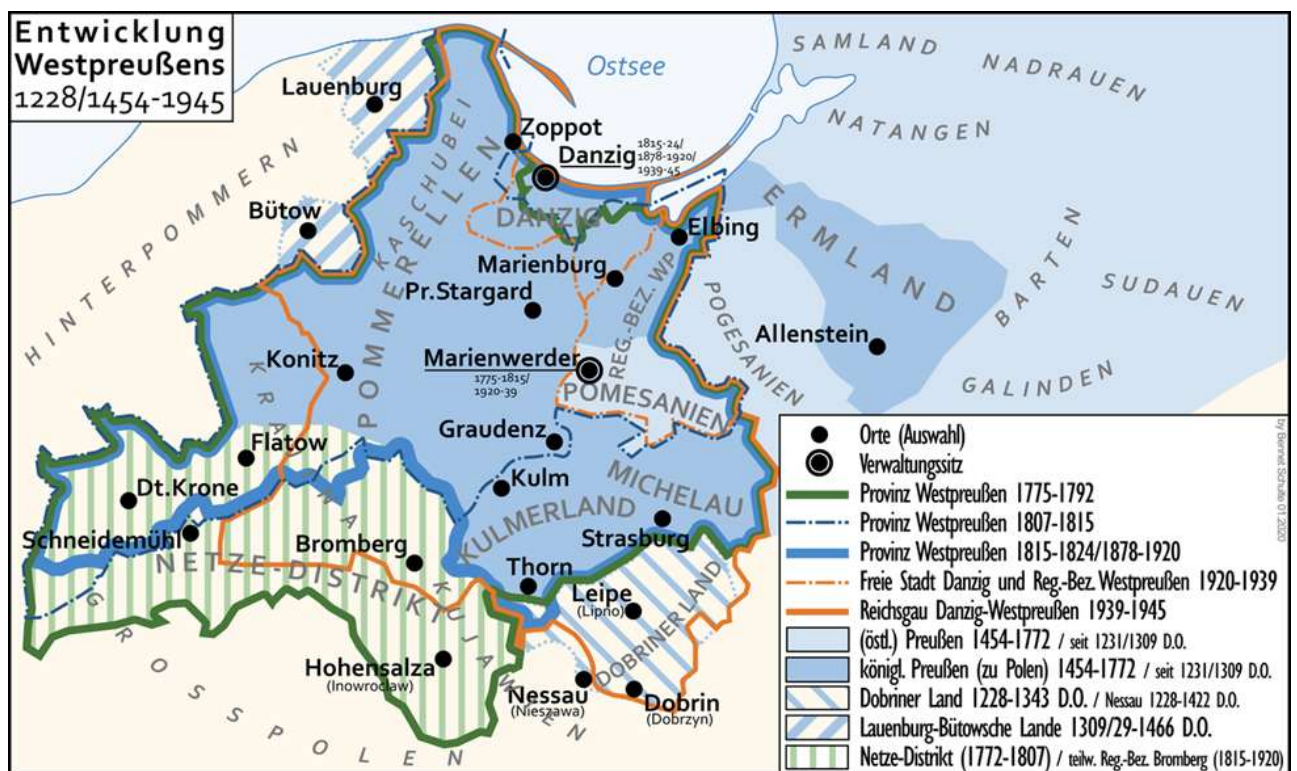 Entwicklung
Westpreußens
1228/1454-1945
Ostsee
SAMLAND
NADRAUEN
NATANGEN
Lauenburg
Zoppot
Danzig
1815-24/
1878-1920/
1939-45
HINTERPOMMERN
KASCHUBEI
POMMERELLEN
Bütow
DANZIG
Elbing
ERMLAND
BARTEN
SUDAUEN
Marienburg
Pr.Stargard
REG.-BEZ. WP
POGESANIEN
Allenstein
GALINDEN
Konitz
KRAJNA
Marienwerder
1775-1815/
1920-39
POMESANIEN
Graudenz
Flatow
Kulm
MICHELAU
KULMERLAND
Dt.Krone
Schneidemühl
Strasburg
Bromberg
NETZE-DISTRIKT
Thorn
Leipe
(Lipno)
DOBRINER LAND
KUJAWIEN
GROSSPOLEN
Hohensalza
(Inowrocław)
Nessau
(Nieszawa)
Dobrin
(Dobrzyn)
Orte (Auswahl)
Verwaltungssitz
Provinz Westpreußen 1775-1792
Provinz Westpreußen 1807-1815
Provinz Westpreußen 1815-1824/1878-1920
Freie Stadt Danzig und Reg.-Bez. Westpreußen 1920-1939
Reichsgau Danzig-Westpreußen 1939-1945
(östl.) Preußen 1454-1772 / seit 1231/1309 D.O.
königl. Preußen (zu Polen) 1454-1772 / seit 1231/1309 D.O.
Dobriner Land 1228-1343 D.O. / Nessau 1228-1422 D.O.
Lauenburg-Bütowsche Lande 1309/29-1466 D.O.
Netze-Distrikt (1772-1807) / teilw. Reg.-Bez. Bromberg (1815-1920)
by Bennet Schulte 01.2020